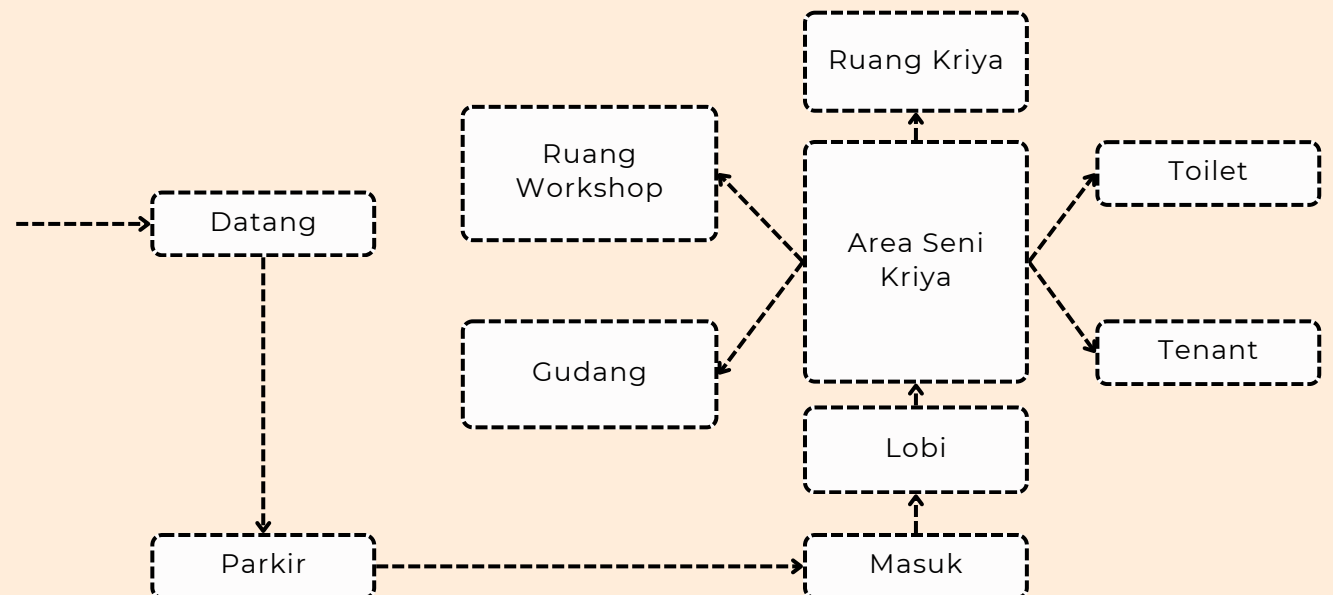 Ruang Kriya
Ruang
Workshop
Toilet
Datang
Area Seni
Kriya
Gudang
Tenant
Lobi
Parkir
Masuk